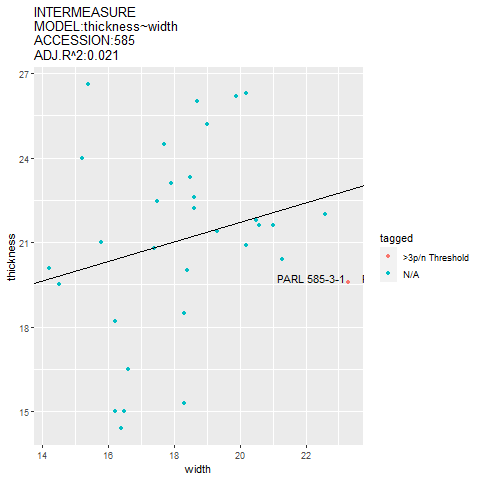 INTERMEASURE
MODEL:thickness~width
ACCESSION:585
ADJ.R^2:0.021
27
24
21
18
15
thickness
PARL 585-3-1
14
16
18
20
22
width
tagged
>3p/n Threshold
N/A